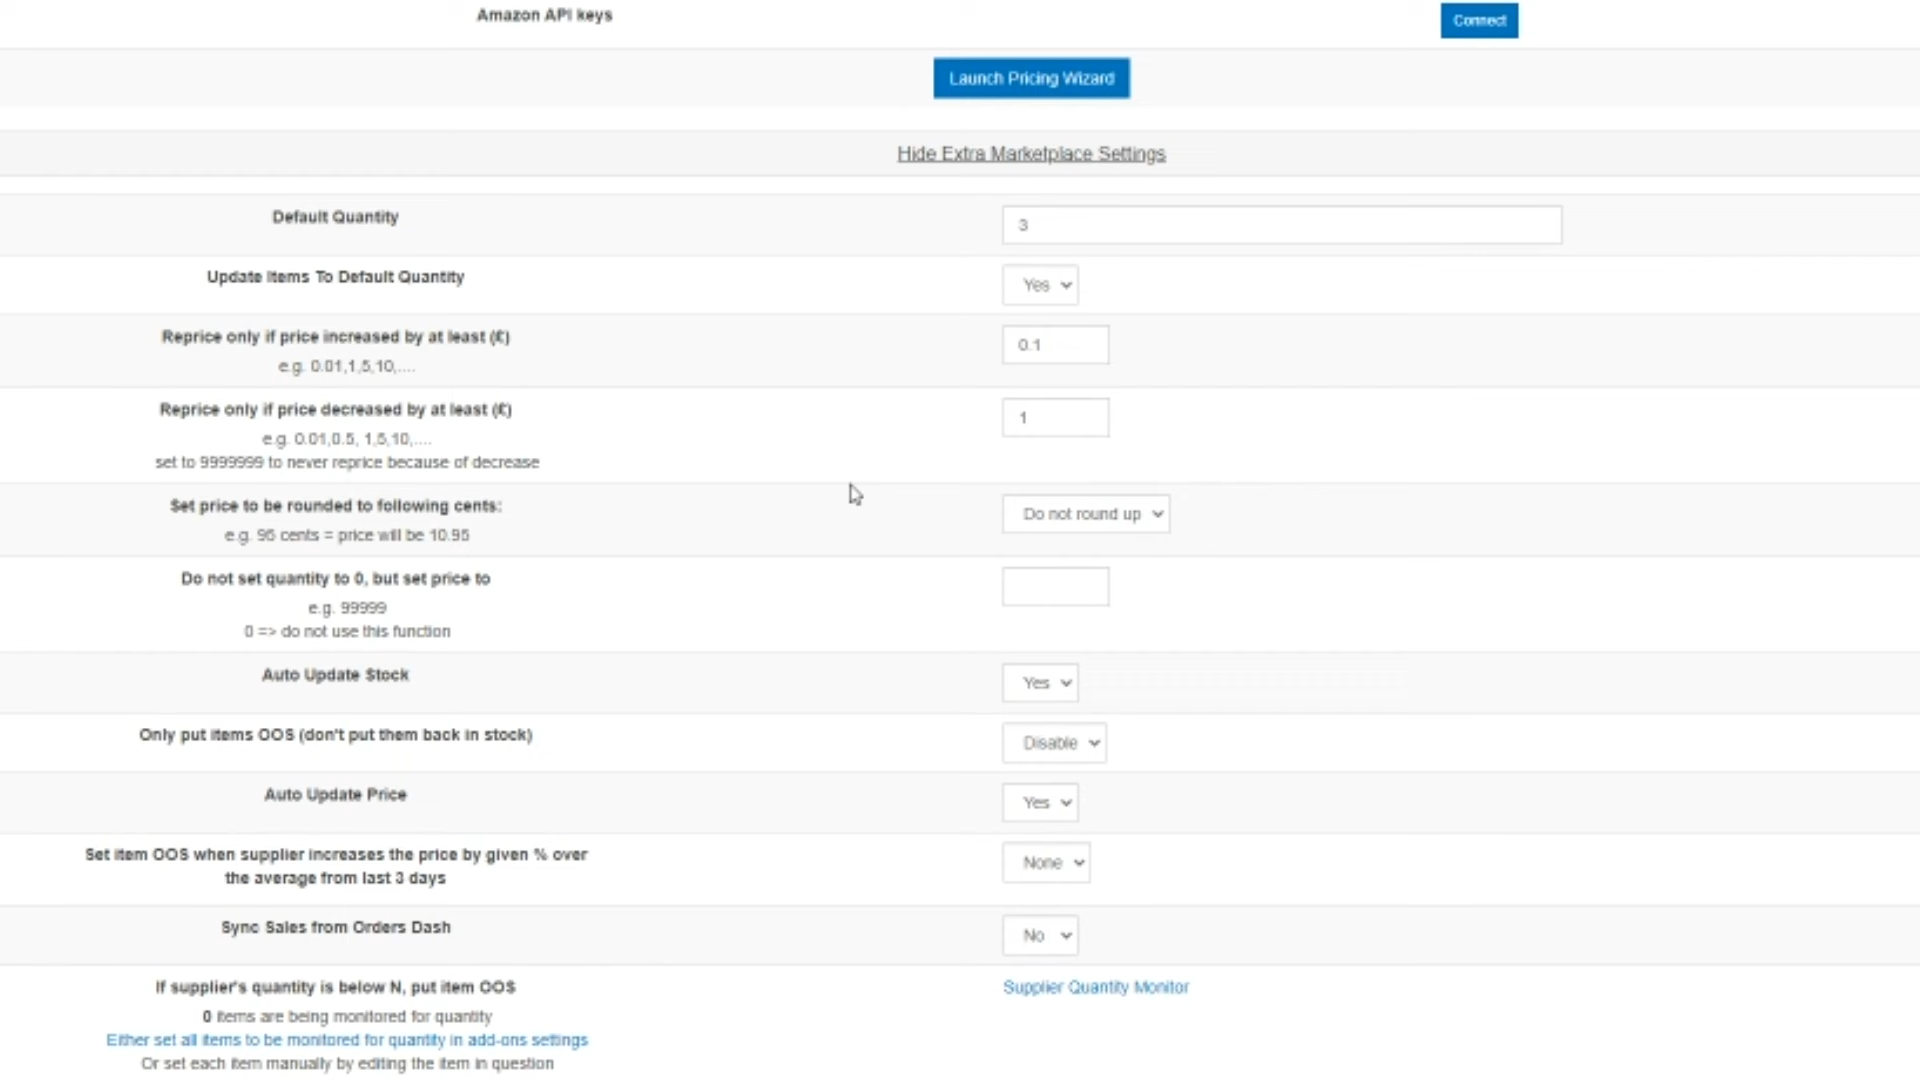 Amazon API keys
Connect
Launch Pricing Wizard
Hide Extra Marketplace Settings
Default Quantity
3
Update Items To Default Quantity
Yes
Reprice only if price increased by at least (£)
0.1
e.g. 0.01,1,5,10,....
Reprice only if price decreased by at least (£)
1
e.g. 0.01,0.5, 1,5,10,....
set to 9999999 to never reprice because of decrease
Set price to be rounded to following cents:
Do not round up
e.g. 95 cents = price will be 10.95
Do not set quantity to 0, but set price to
e.g. 99999
0 => do not use this function
Auto Update Stock
Yes
Only put items OOS (don't put them back in stock)
Disable
Auto Update Price
Yes
Set item OOS when supplier increases the price by given % over
the average from last 3 days
None
Sync Sales from Orders Dash
No
If supplier's quantity is below N, put item OOS
Supplier Quantity Monitor
0 items are being monitored for quantity
Either set all items to be monitored for quantity in add-ons settings
Or set each item manually by editing the item in question